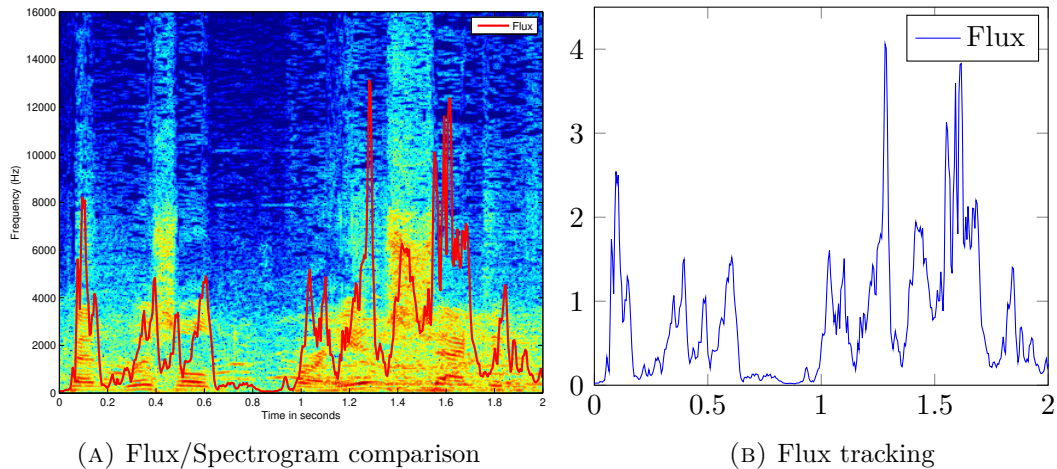 16000
14000
12000
10000
8000
6000
4000
2000
0
Frequency (Hz)
Flux
0 0.2 0.4 0.6 0.8 1 1.2 1.4 1.6 1.8 2
Time in seconds
(A) Flux/Spectrogram comparison
4
3
2
1
0
Flux
0 0.5 1 1.5 2
(B) Flux tracking